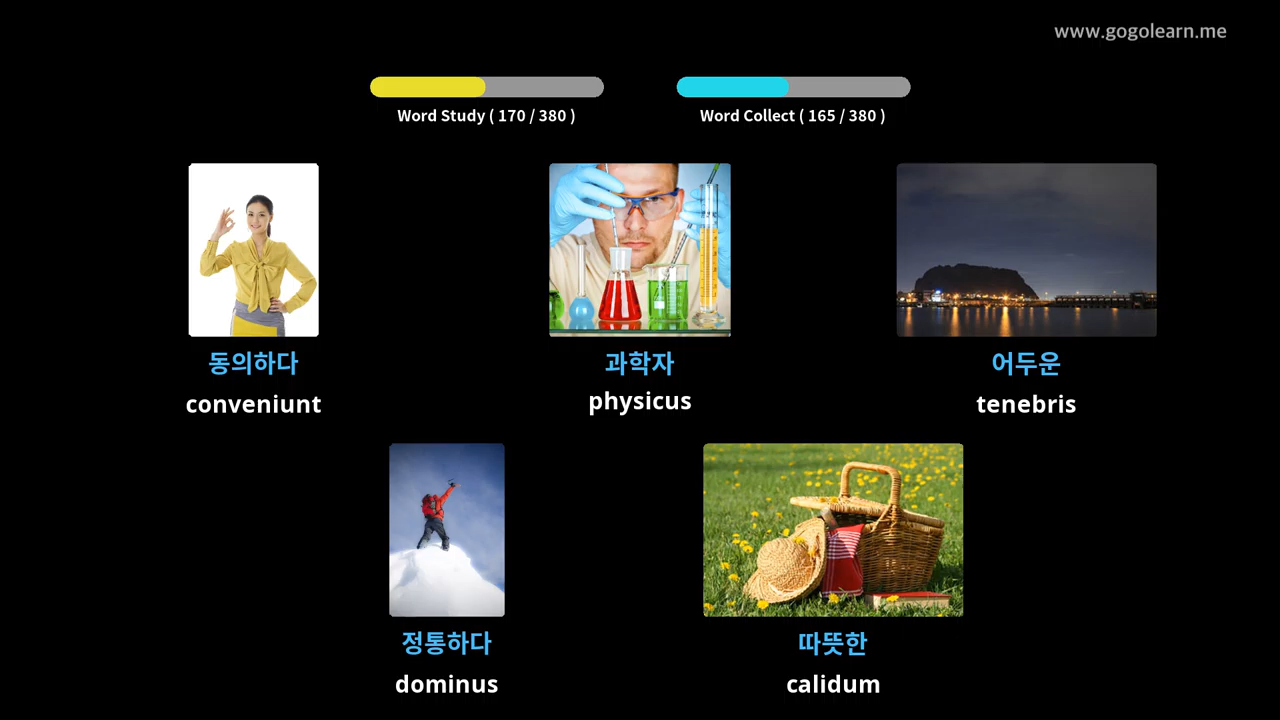 www.gogolearn.me
Word Study ( 170 / 380 )
Word Collect ( 165 / 380 )
동의하다
conveniunt
과학자
physicus
어두운
tenebris
정통하다
dominus
따뜻한
calidum